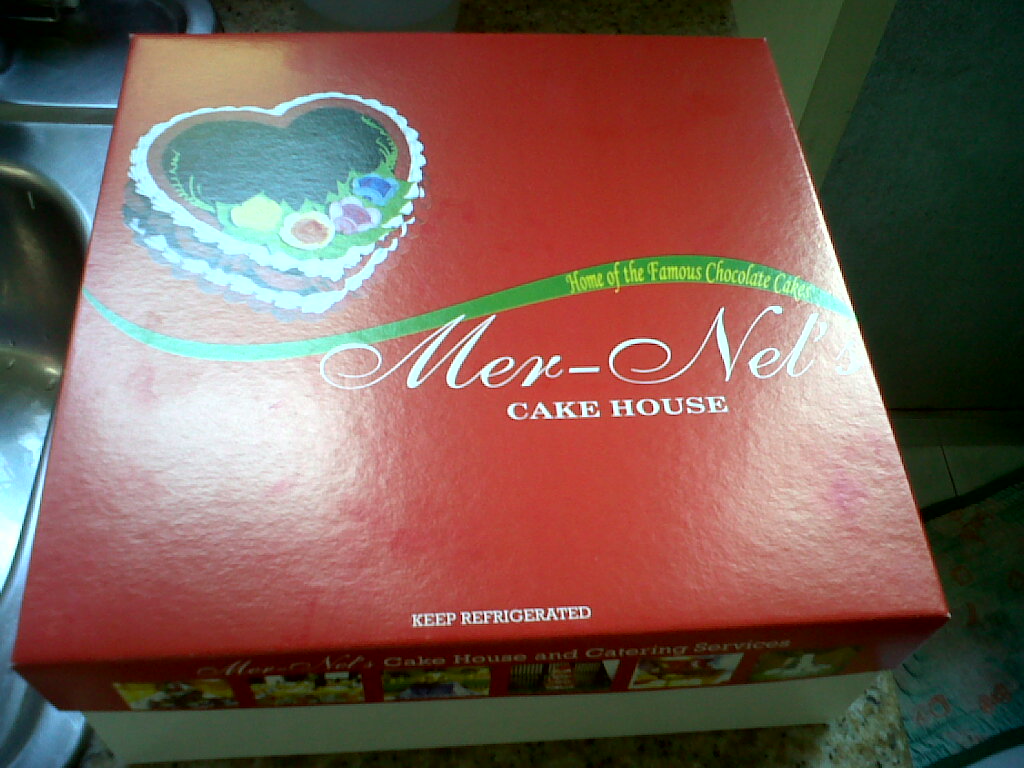 Home of the Famous Chocolate Cakes
Mer-Nel's
CAKE HOUSE
KEEP REFRIGERATED
Mer-Nel's Cake House and Catering Services